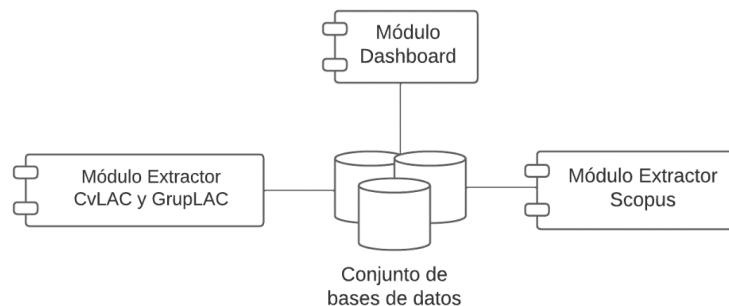 Módulo
Dashboard
Módulo Extractor
CvLAC y GrupLAC
Módulo Extractor
Scopus
Conjunto de
bases de datos